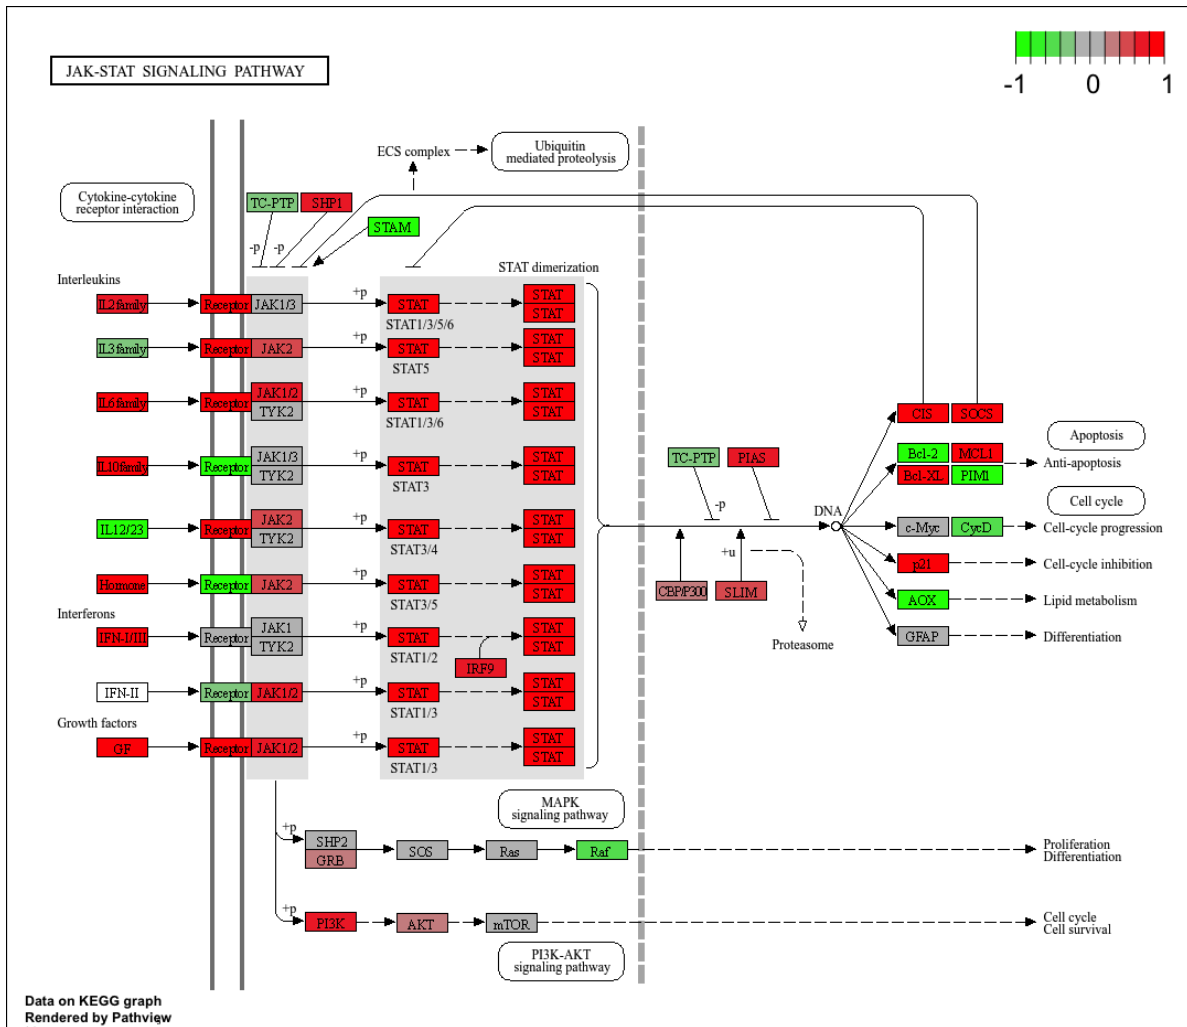 JAK-STAT SIGNALING PATHWAY
-1 0 1
Cytokine-cytokine
receptor interaction
ECS complex
Ubiquitin
mediated proteolysis
TC-PTP SHP1
STAM
-p -p
STAT dimerization
Interleukins
IL2family Receptor JAK1/3 +p STAT STAT
STAT
STAT1/3/5/6
IL3family Receptor JAK2 +p STAT STAT
STAT
STAT5
IL6family Receptor JAK1/2 +p STAT STAT
TYK2 STAT
STAT1/3/6
IL10family Receptor JAK1/3 +p STAT STAT
TYK2 STAT
STAT3
IL12/23 Receptor JAK2 +p STAT STAT
TYK2 STAT
STAT3/4
Hormone Receptor JAK2 +p STAT STAT
STAT
STAT3/5
Interferons
IFN-I/III Receptor JAK1 +p STAT STAT
TYK2 STAT
STAT1/2
IRF9
IFN-II Receptor JAK1/2 +p STAT STAT
STAT
STAT1/3
Growth factors
GF Receptor JAK1/2 +p STAT STAT
STAT
STAT1/3
TC-PTP PIAS
-p
DNA
+u
CBP/P300 SLIM
Proteasome
CIS SOCS
Bcl-2 MCL1
Bcl-XL PIM1
Apoptosis
Anti-apoptosis
Cell cycle
c-Myc CycD Cell-cycle progression
p21 Cell-cycle inhibition
AOX Lipid metabolism
GFAP Differentiation
MAPK
signaling pathway
+p
SHP2
GRB SOS Ras Raf
Proliferation
Differentiation
+p
PI3K AKT mTOR
Cell cycle
Cell survival
PI3K-AKT
signaling pathway
Data on KEGG graph
Rendered by Pathview